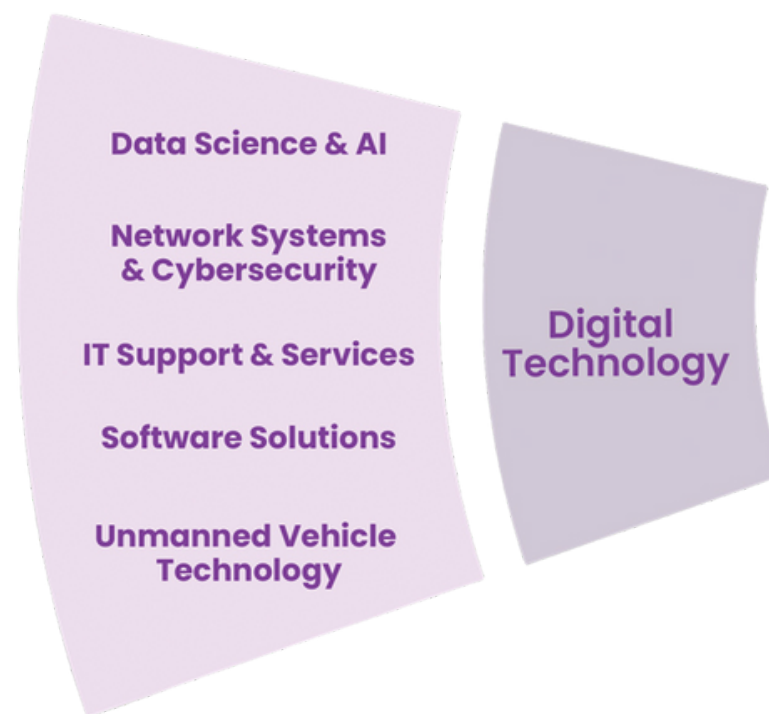 Data Science & AI
Network Systems
& Cybersecurity
IT Support & Services
Software Solutions
Unmanned Vehicle
Technology
Digital
Technology